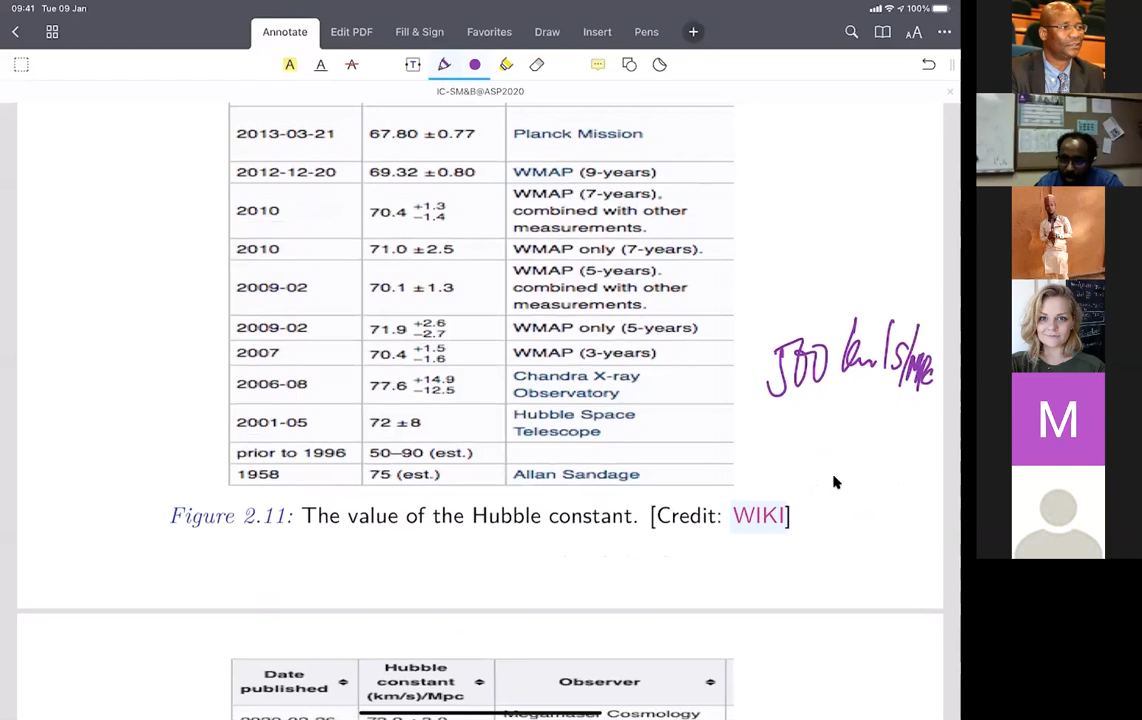 09:41 Tue 09 Jan
100%
Annotate Edit PDF Fill & Sign Favorites Draw Insert Pens
AA
A A A T
IC-SM&B@ASP2020
2013-03-21 67.80 ±0.77 Planck Mission
2012-12-20 69.32 ±0.80 WMAP (9-years)
2010 70.4 +1.3 −1.4 WMAP (7-years),
combined with other
measurements.
2010 71.0 ±2.5 WMAP only (7-years).
2009-02 70.1 ±1.3 WMAP (5-years).
combined with other
measurements.
2009-02 71.9 +2.6 −2.7 WMAP only (5-years)
2007 70.4 +1.5 −1.6 WMAP (3-years)
2006-08 77.6 +14.9 −12.5 Chandra X-ray
Observatory
2001-05 72 ±8 Hubble Space
Telescope
prior to 1996 50–90 (est.)
1958 75 (est.) Allan Sandage
500 km/s/Mpc
Figure 2.11: The value of the Hubble constant. [Credit: WIKI]
Date
published
Hubble
constant
(km/s)/Mpc
Observer
Megamaser Cosmology
M